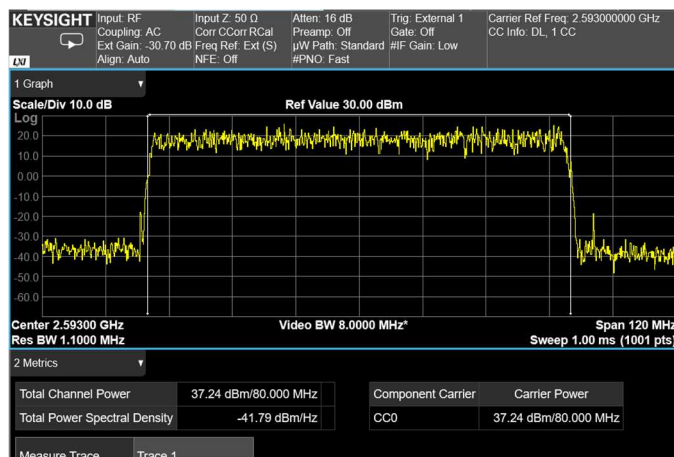 KEYSIGHT Input: RF Input Z: 50 Ω Atten: 16 dB Trig: External 1 Carrier Ref Freq: 2.593000000 GHz
Coupling: AC Corr CCorr RCal Preamp: Off Gate: Off CC Info: DL, 1 CC
Ext Gain: -30.70 dB Freq Ref: Ext (S) µW Path: Standard #IF Gain: Low
LXI Align: Auto NFE: Off #PNO: Fast
1 Graph
Scale/Div 10.0 dB Ref Value 30.00 dBm
Log
20.0
10.0
0.00
-10.0
-20.0
-30.0
-40.0
-50.0
-60.0
Center 2.59300 GHz Video BW 8.0000 MHz* Span 120 MHz
Res BW 1.1000 MHz Sweep 1.00 ms (1001 pts)
2 Metrics
Total Channel Power 37.24 dBm/80.000 MHz Component Carrier Carrier Power
Total Power Spectral Density -41.79 dBm/Hz CC0 37.24 dBm/80.000 MHz
Measure Trace Trace 1